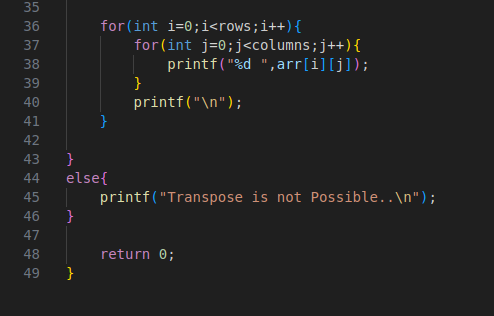 35
36 for(int i=0;i<rows;i++){
37 for(int j=0;j<columns;j++){
38 printf("%d ",arr[i][j]);
39 }
40 printf("\n");
41 }
42
43 }
44 else{
45 printf("Transpose is not Possible..\n");
46 }
47
48 return 0;
49 }